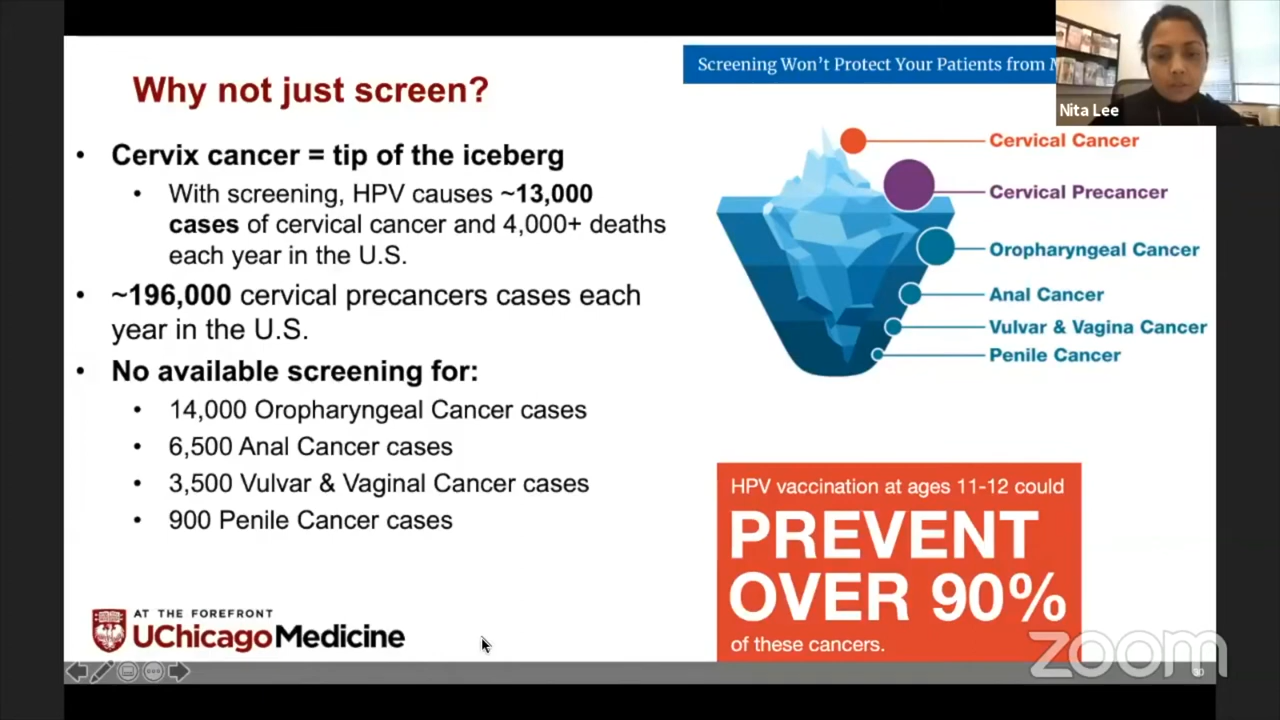 Why not just screen?
Screening Won't Protect Your Patients from
Nita Lee
• Cervix cancer = tip of the iceberg
• With screening, HPV causes ~13,000
cases of cervical cancer and 4,000+ deaths
each year in the U.S.
• ~196,000 cervical precancers cases each
year in the U.S.
• No available screening for:
• 14,000 Oropharyngeal Cancer cases
• 6,500 Anal Cancer cases
• 3,500 Vulvar & Vaginal Cancer cases
• 900 Penile Cancer cases
Cervical Cancer
Cervical Precancer
Oropharyngeal Cancer
Anal Cancer
Vulvar & Vagina Cancer
Penile Cancer
HPV vaccination at ages 11-12 could
PREVENT
OVER 90%
of these cancers.
AT THE FOREFRONT
UChicago Medicine
zoom